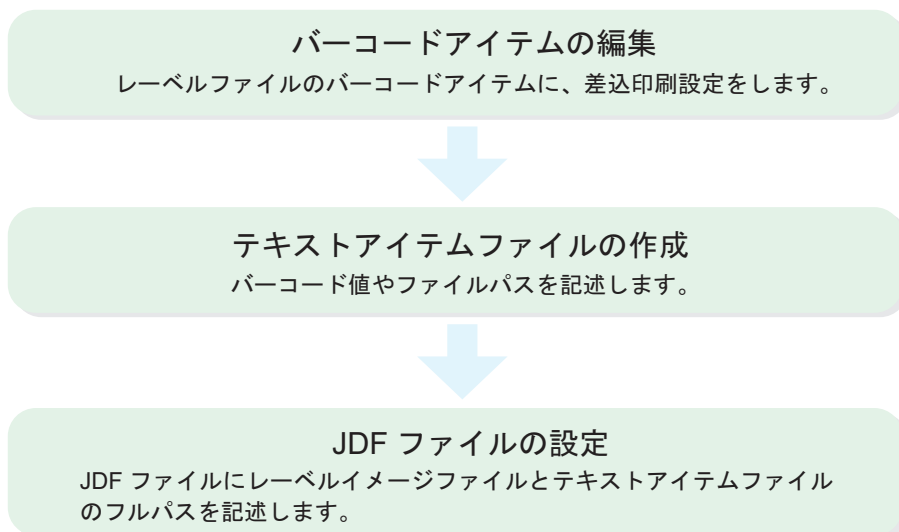 バーコードアイテムの編集
レーベルファイルのバーコードアイテムに、差込印刷設定をします。
テキストアイテムファイルの作成
バーコード値やファイルパスを記述します。
JDF ファイルの設定
JDF ファイルにレーベルイメージファイルとテキストアイテムファイル
のフルパスを記述します。